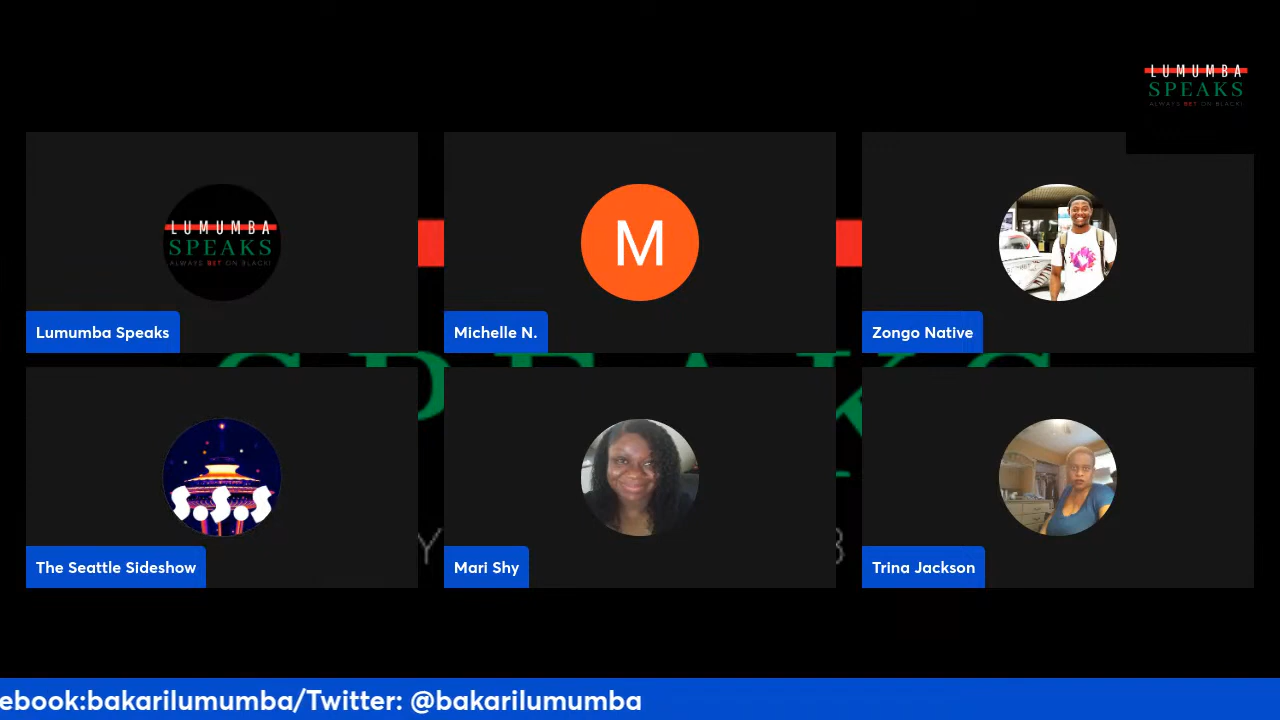 LUMUMBA
SPEAKS
ALWAYS BET ON BLACK!
LUMUMBA
SPEAKS
ALWAYS BET ON BLACK!
Lumumba Speaks
M
Michelle N.
Zongo Native
SPEAKS
S.S.S
The Seattle Sideshow
Mari Shy
Trina Jackson
ebook:bakarilumumba/Twitter: @bakarilumumba